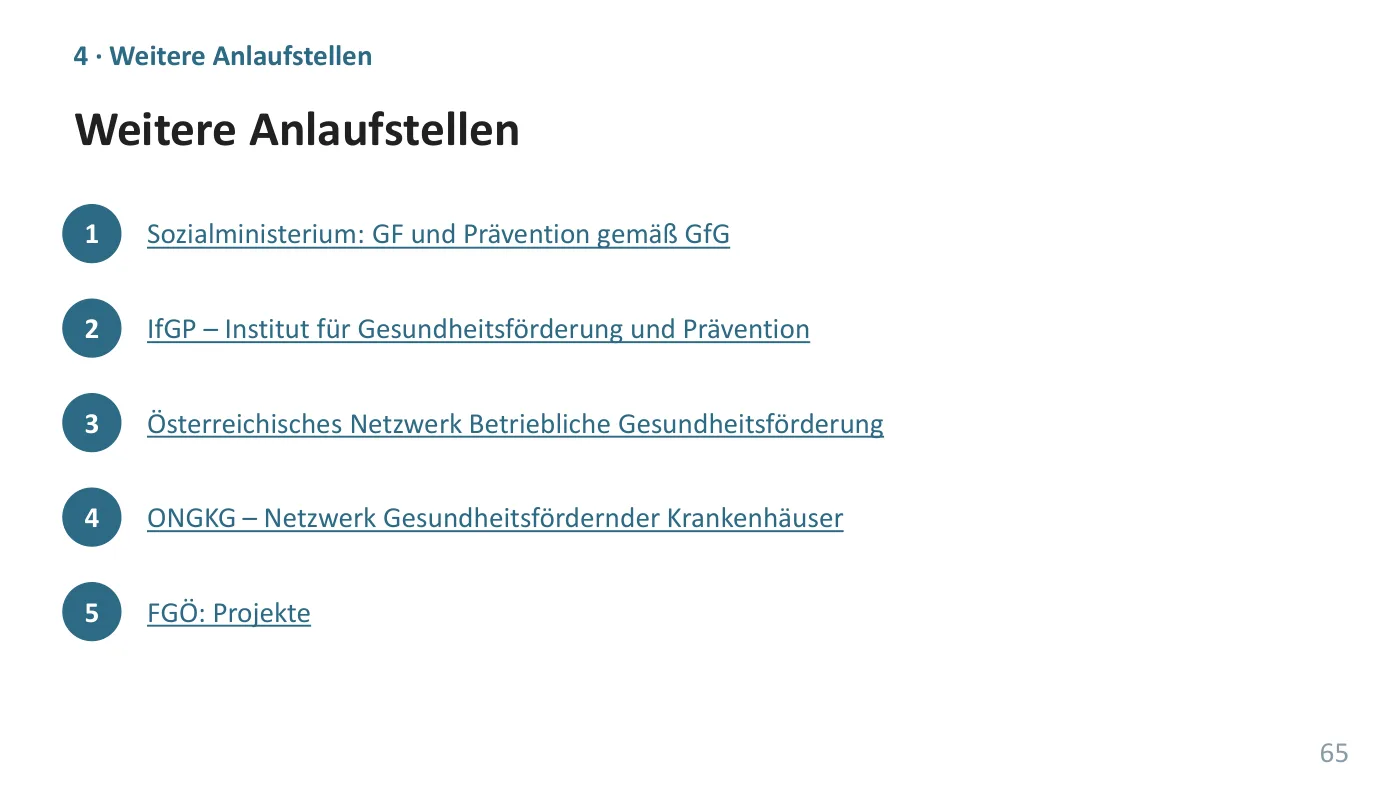 4 · Weitere Anlaufstellen
Weitere Anlaufstellen
1 Sozialministerium: GF und Prävention gemäß GfG
2 IfGP – Institut für Gesundheitsförderung und Prävention
3 Österreichisches Netzwerk Betriebliche Gesundheitsförderung
4 ONGKG – Netzwerk Gesundheitsfördernder Krankenhäuser
5 FGÖ: Projekte
65